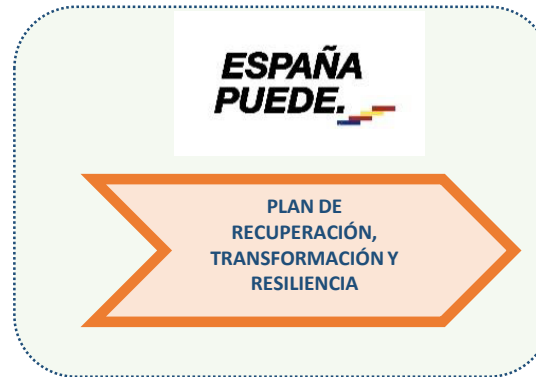 ESPAÑA
PUEDE.
PLAN DE
RECUPERACIÓN,
TRANSFORMACIÓN Y
RESILIENCIA